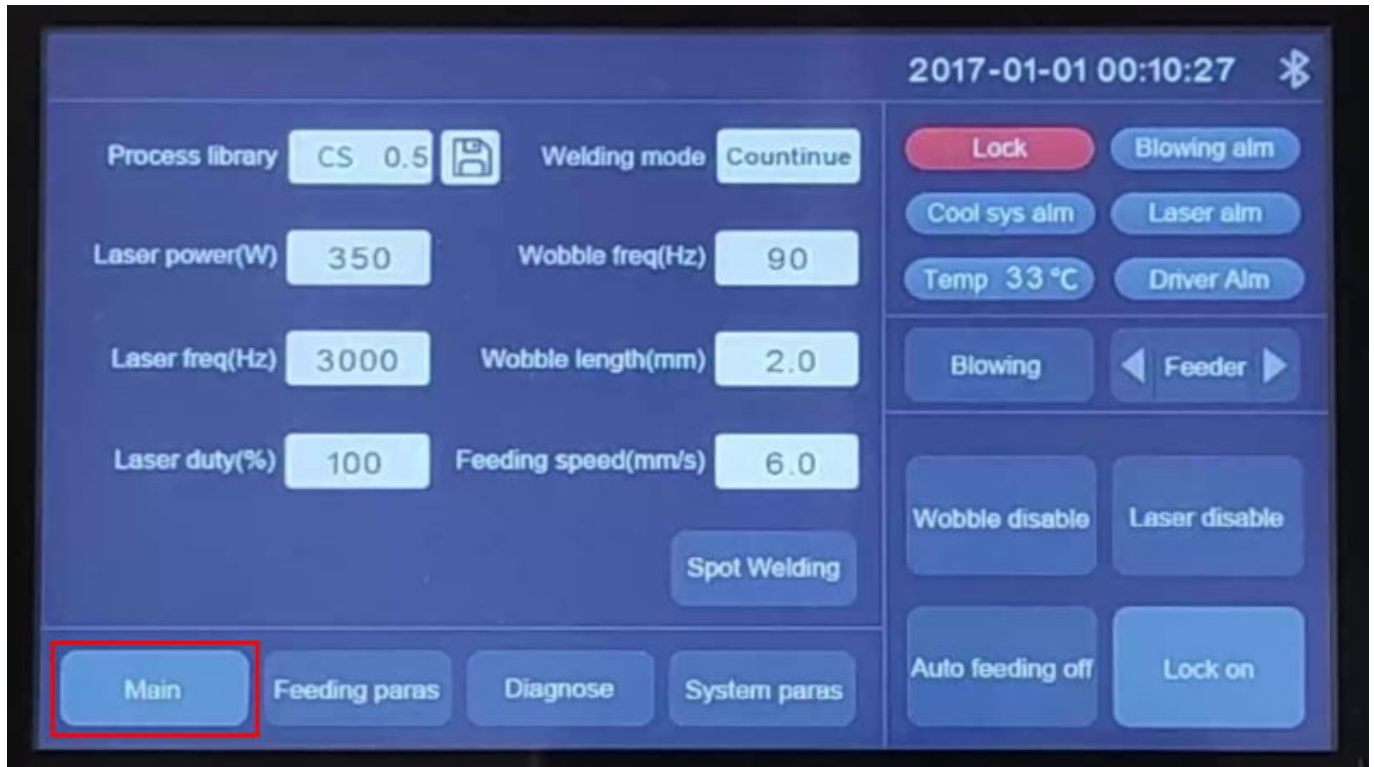 2017-01-01 00:10:27
Process library CS 0.5 Welding mode Countinue
Laser power(W) 350 Wobble freq(Hz) 90
Laser freq(Hz) 3000 Wobble length(mm) 2.0
Laser duty(%) 100 Feeding speed(mm/s) 6.0
Spot Welding
Main Feeding paras Diagnose System paras
Lock Blowing alm
Cool sys alm Laser alm
Temp 33℃ Driver Alm
Blowing Feeder
Wobble disable Laser disable
Auto feeding off Lock on